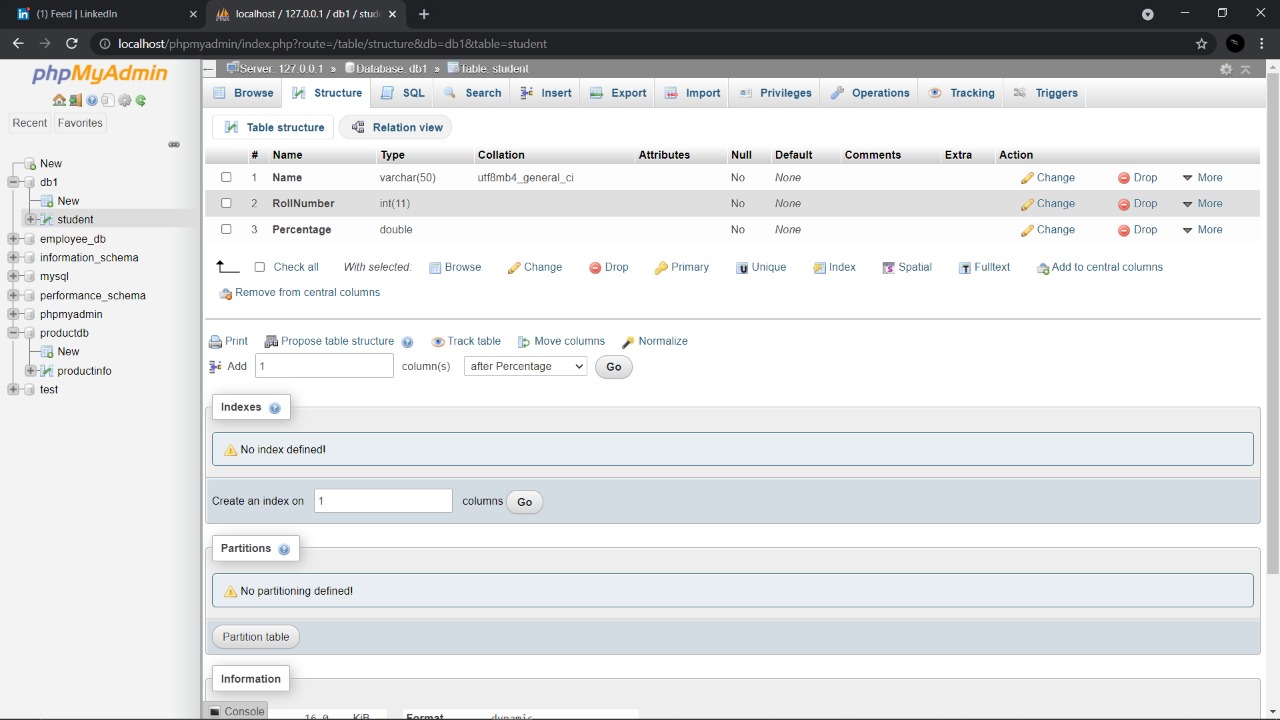 (1) Feed | LinkedIn
localhost / 127.0.0.1 / db1 / stude
localhost/phpmyadmin/index.php?route=/table/structure&db=db1&table=student
phpMyAdmin
Recent
Favorites
New
db1
New
student
employee_db
information_schema
mysql
performance_schema
phpmyadmin
productdb
New
productinfo
test
Server: 127.0.0.1 » Database: db1 » Table: student
Browse Structure SQL Search Insert Export Import Privileges Operations Tracking Triggers
Table structure Relation view
# Name Type Collation Attributes Null Default Comments Extra Action
1 Name varchar(50) utf8mb4_general_ci No None Change Drop More
2 RollNumber int(11) No None Change Drop More
3 Percentage double No None Change Drop More
Check all With selected: Browse Change Drop Primary Unique Index Spatial Fulltext Add to central columns
Remove from central columns
Print Propose table structure Track table Move columns Normalize
Add 1 column(s) after Percentage Go
Indexes
No index defined!
Create an index on 1 columns Go
Partitions
No partitioning defined!
Partition table
Information
Console
16.0 KiB Format dynamic